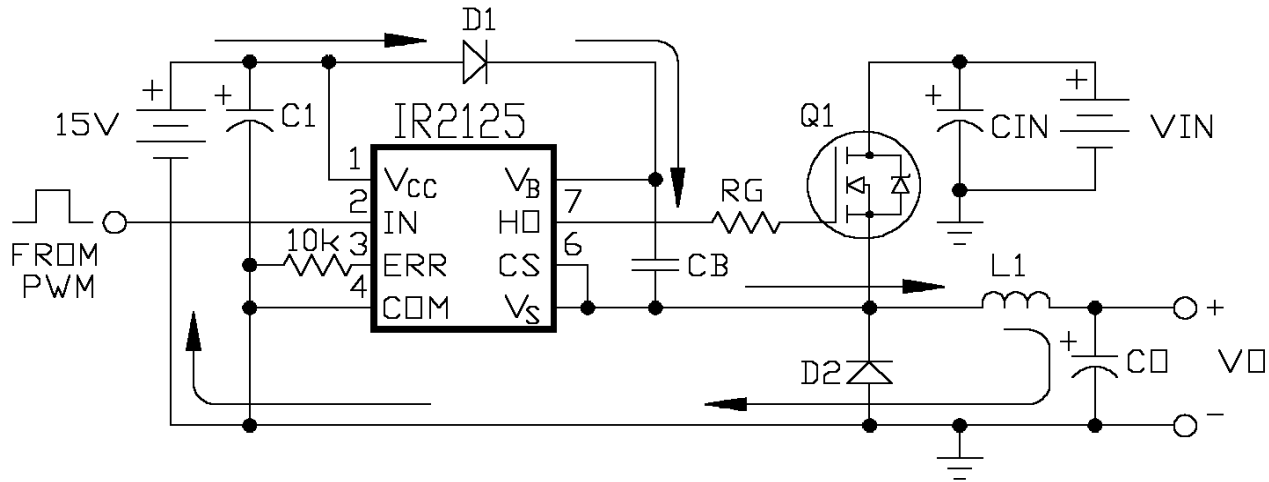 D1
+
15V
+
C1
IR2125
Q1
+
CIN
+
VIN
1
VCC
VB
2
IN
7
HO
RG
FROM
PWM
10k
3
ERR
6
CS
CB
4
COM
VS
L1
+
D2
+
CO
VO
-